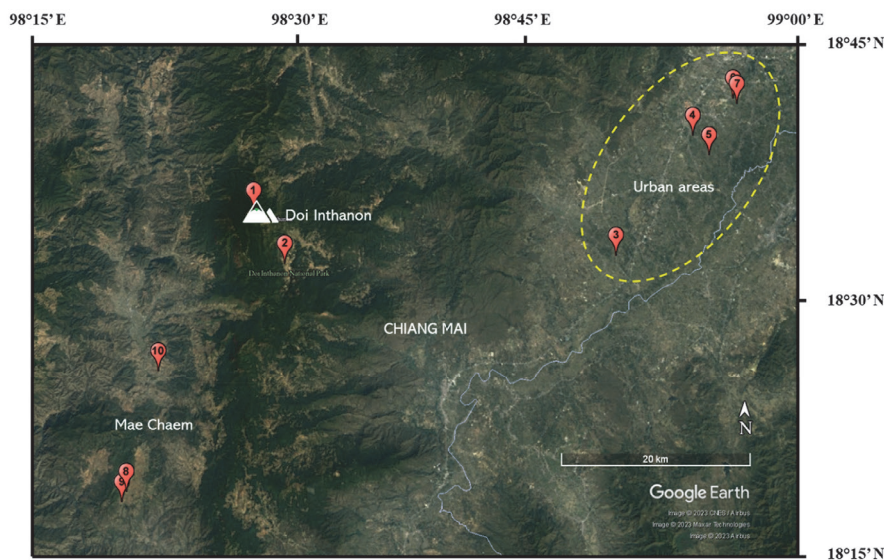 98°15’E
98°30’E
98°45’E
99°00’E
18°45’N
6
7
4
5
1
Urban areas
Doi Inthanon
3
2
Doi Inthanon National Park
18°30’N
CHIANG MAI
10
N
Mae Chaem
20 km
8
9
Google Earth
Image © 2023 CNES / Airbus
Image © 2023 Maxar Technologies
Image © 2023 Airbus
18°15’N